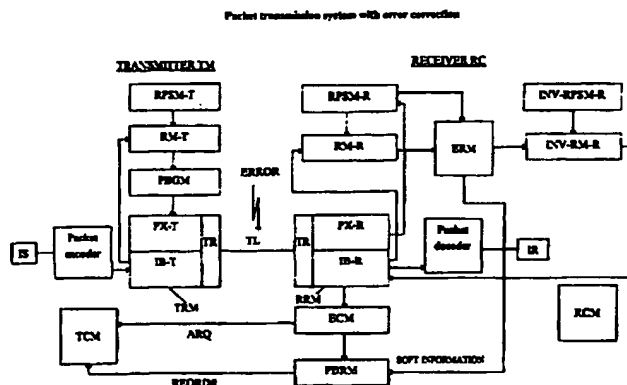 Packet transmission system with error correction
TRANSMITTER TM
RECEIVER RC
RPSM-T
RPSM-R
INV-RPSM-R
RM-T
RM-R
ERM
INV-RM-R
PBGM
ERROR
PX-T
TR
TL
TR
PX-R
IS
Packet
encoder
IB-T
IB-R
Packet
decoder
IR
TRM
RRM
TCM
ARQ
ECM
RCM
SOFT INFORMATION
PBRM